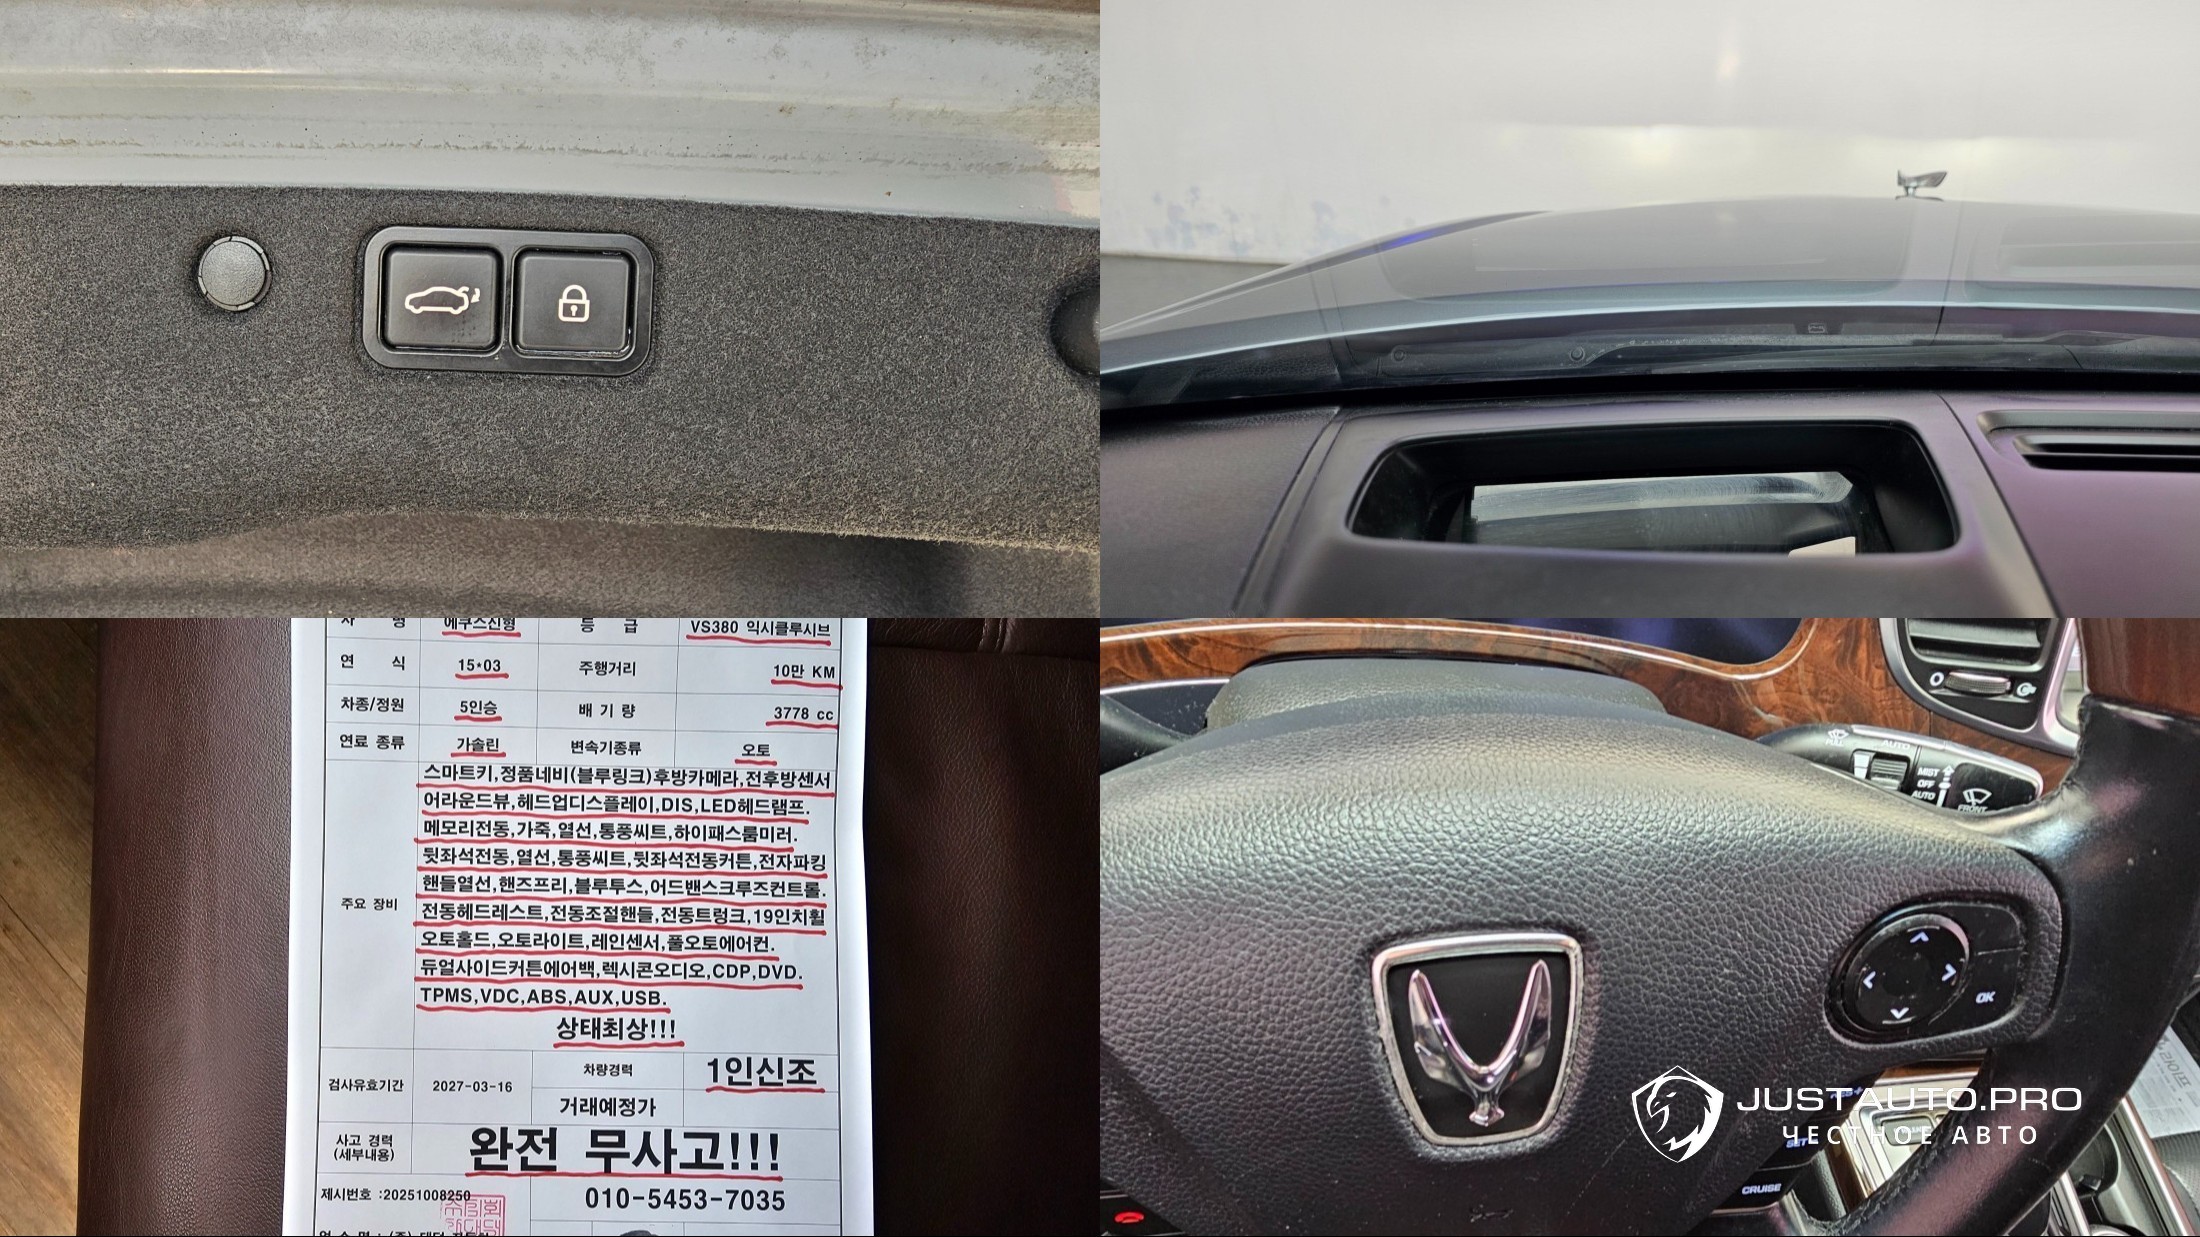 차 명 에쿠스신형 등 급 VS380 익시클루시브
연 식 15*03 주행거리 10만 KM
차종/정원 5인승 배 기 량 3778 cc
연료 종류 가솔린 변속기종류 오토
스마트키,정품네비(블루링크)후방카메라,전후방센서
어라운드뷰,헤드업디스플레이,DIS,LED헤드램프.
메모리전동,가죽,열선,통풍씨트,하이패스룸미러.
뒷좌석전동,열선,통풍씨트,뒷좌석전동커튼,전자파킹
주요 장비
핸들열선,핸즈프리,블루투스,어드밴스크루즈컨트롤.
전동헤드레스트,전동조절핸들,전동트렁크,19인치휠
오토홀드,오토라이트,레인센서,풀오토에어컨.
듀얼사이드커튼에어백,렉시콘오디오,CDP,DVD.
TPMS,VDC,ABS,AUX,USB.
상태최상!!!
검사유효기간 2027-03-16 차량경력 1인신조
거래예정가
사고 경력 완전 무사고!!!
(세부내용)
제시번호 :20251008250 010-5453-7035
PULL AUTO
MIST
OFF
AUTO
FRONT
OK
RES+
SET
CRUISE
JUSTAUTO.PRO
ЧЕСТНОЕ АВТО